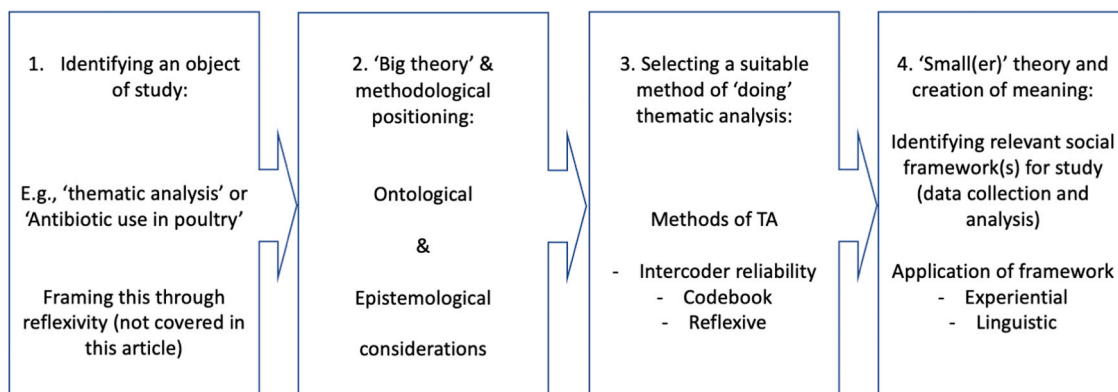 1. Identifying an object
of study:
E.g., ‘thematic analysis’ or
‘Antibiotic use in poultry’
Framing this through
reflexivity (not covered in
this article)
2. ‘Big theory’ &
methodological
positioning:
Ontological
&
Epistemological
considerations
3. Selecting a suitable
method of ‘doing’
thematic analysis:
Methods of TA
- Intercoder reliability
- Codebook
- Reflexive
4. ‘Small(er)’ theory and
creation of meaning:
Identifying relevant social
framework(s) for study
(data collection and
analysis)
Application of framework
- Experiential
- Linguistic